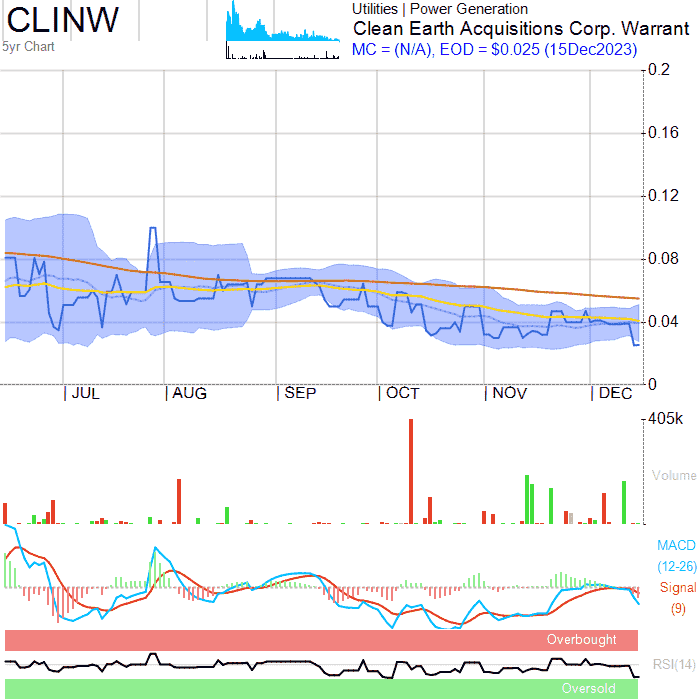 CLINW
5yr Chart
Utilities | Power Generation
Clean Earth Acquisitions Corp. Warrant
MC = (N/A), EOD = $0.025 (15Dec2023)
0.2
0.16
0.12
0.08
0.04
0
JUL AUG SEP OCT NOV DEC
405k
Volume
MACD
(12-26)
Signal
(9)
Overbought
RSI(14)
Oversold